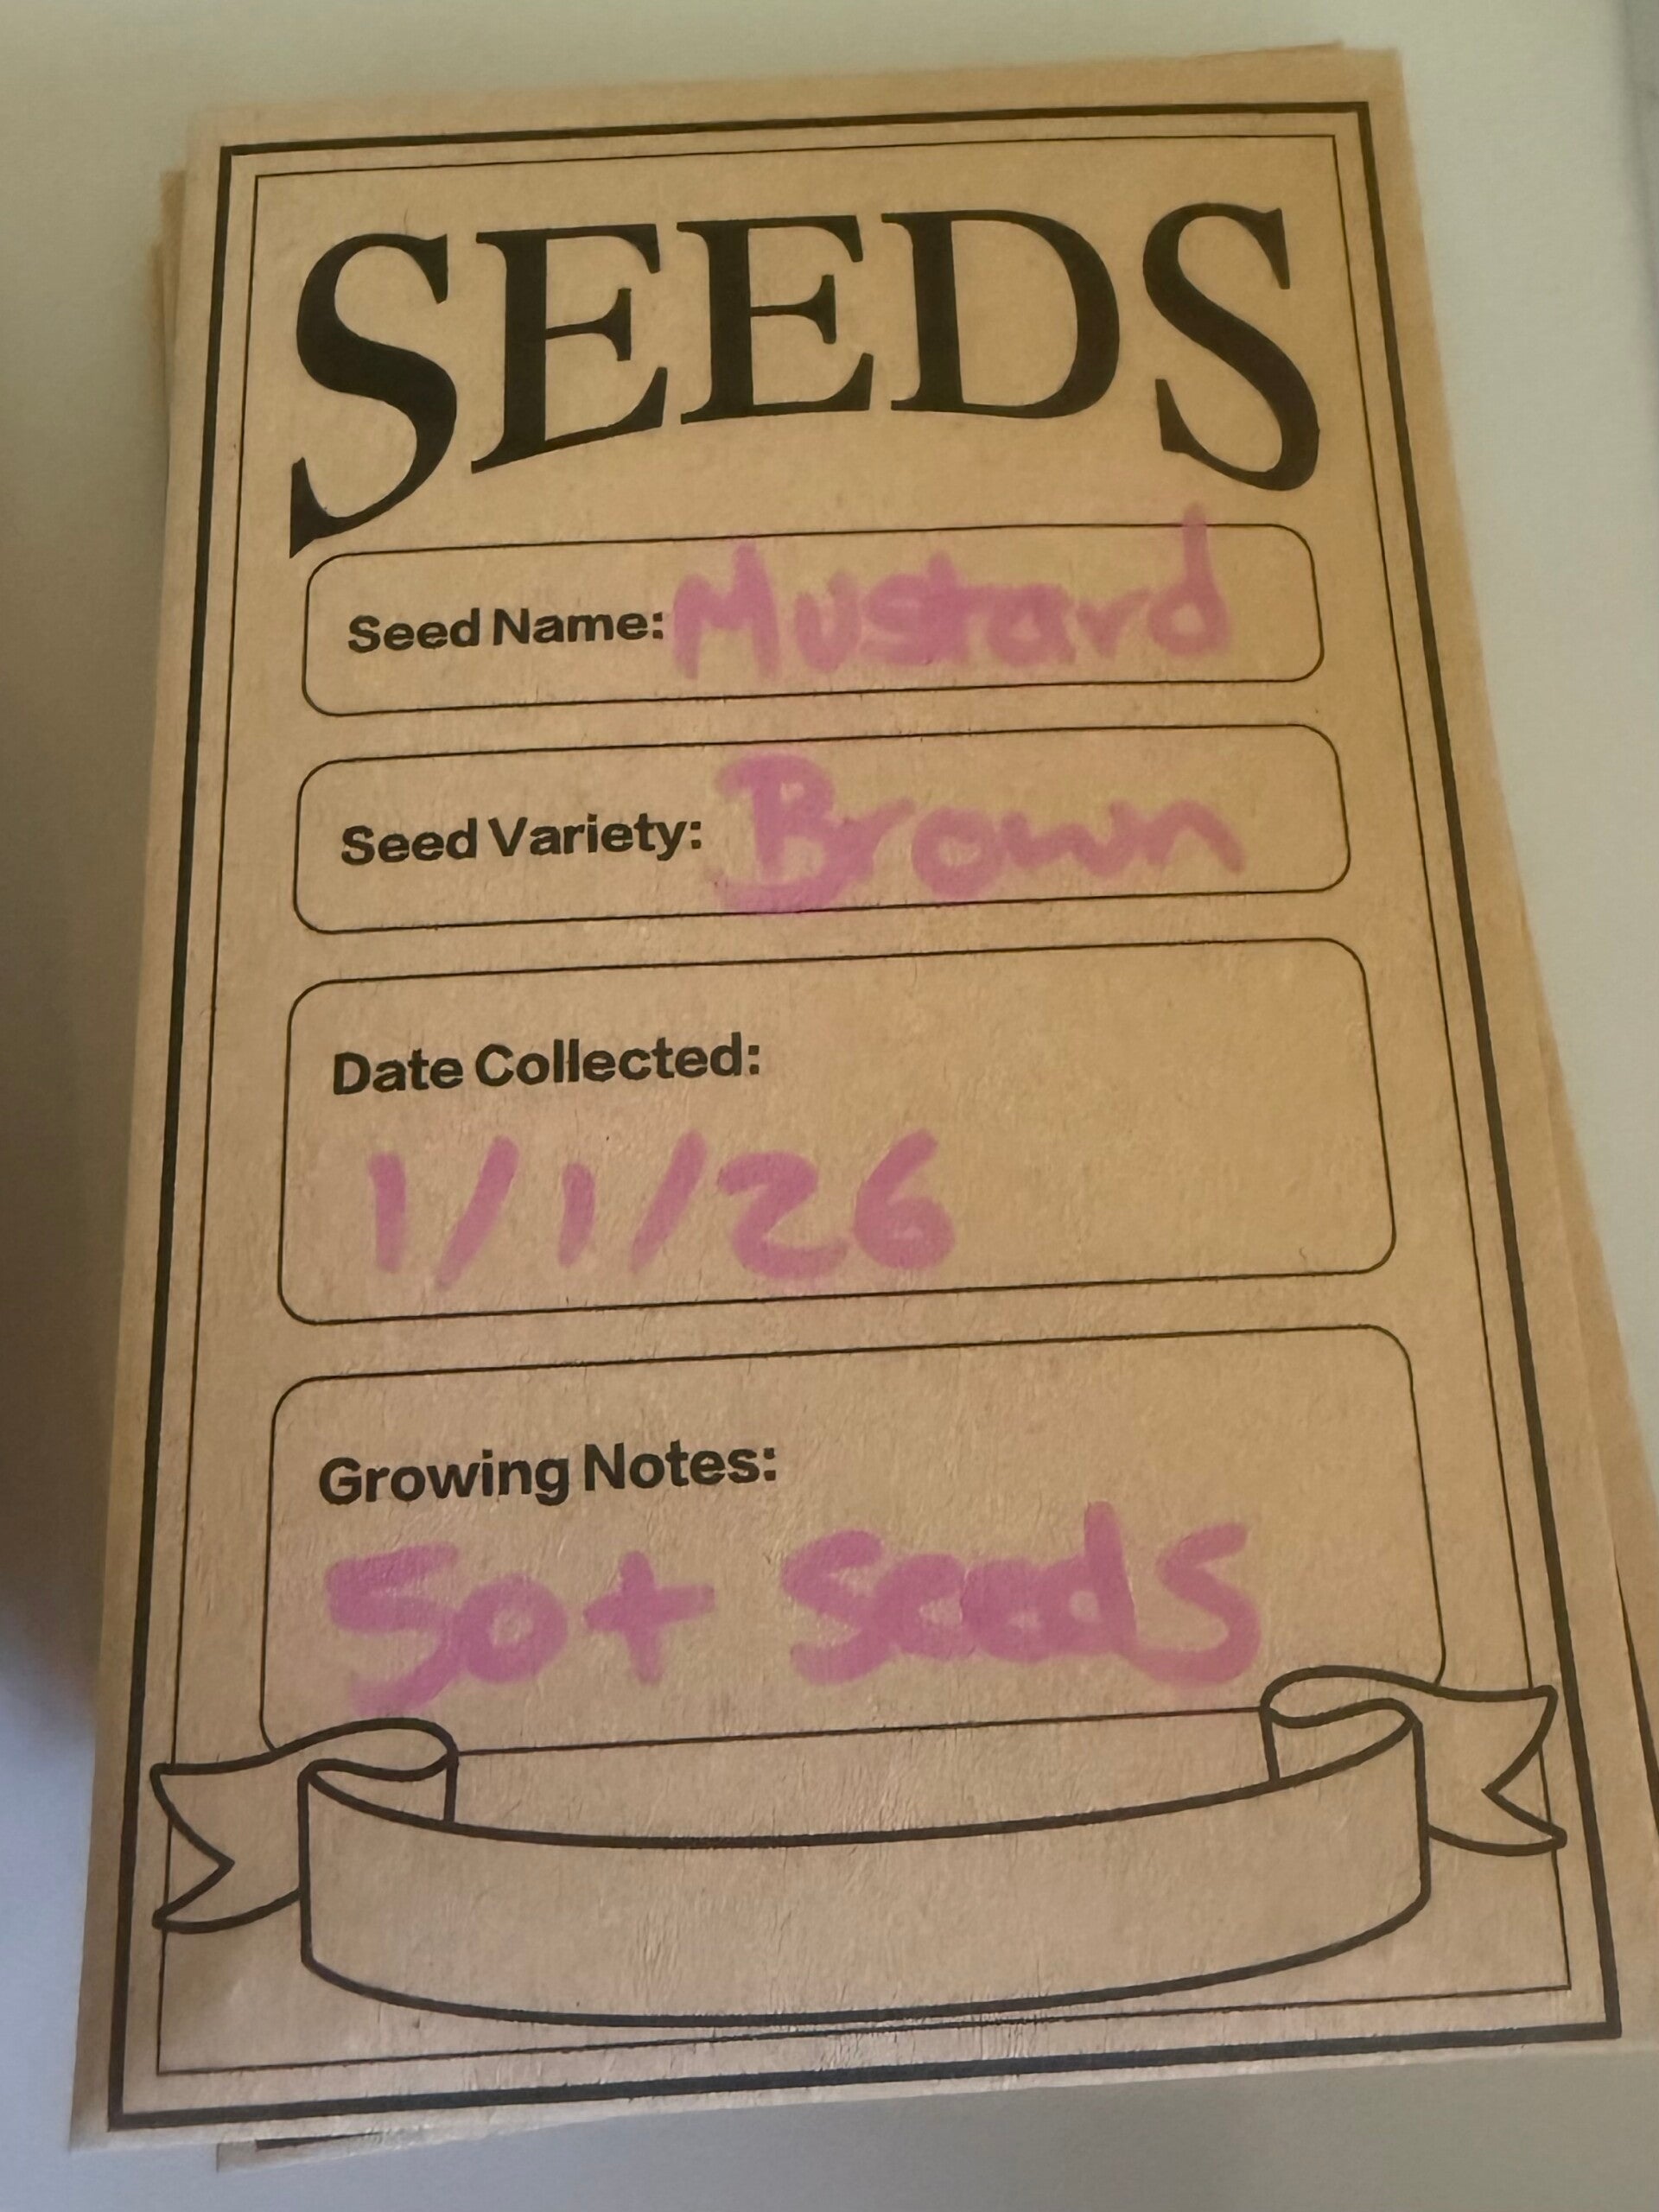 SEEDS
Seed Name: Mustard
Seed Variety: Brown
Date Collected:
1/1/26
Growing Notes:
50+ Seeds